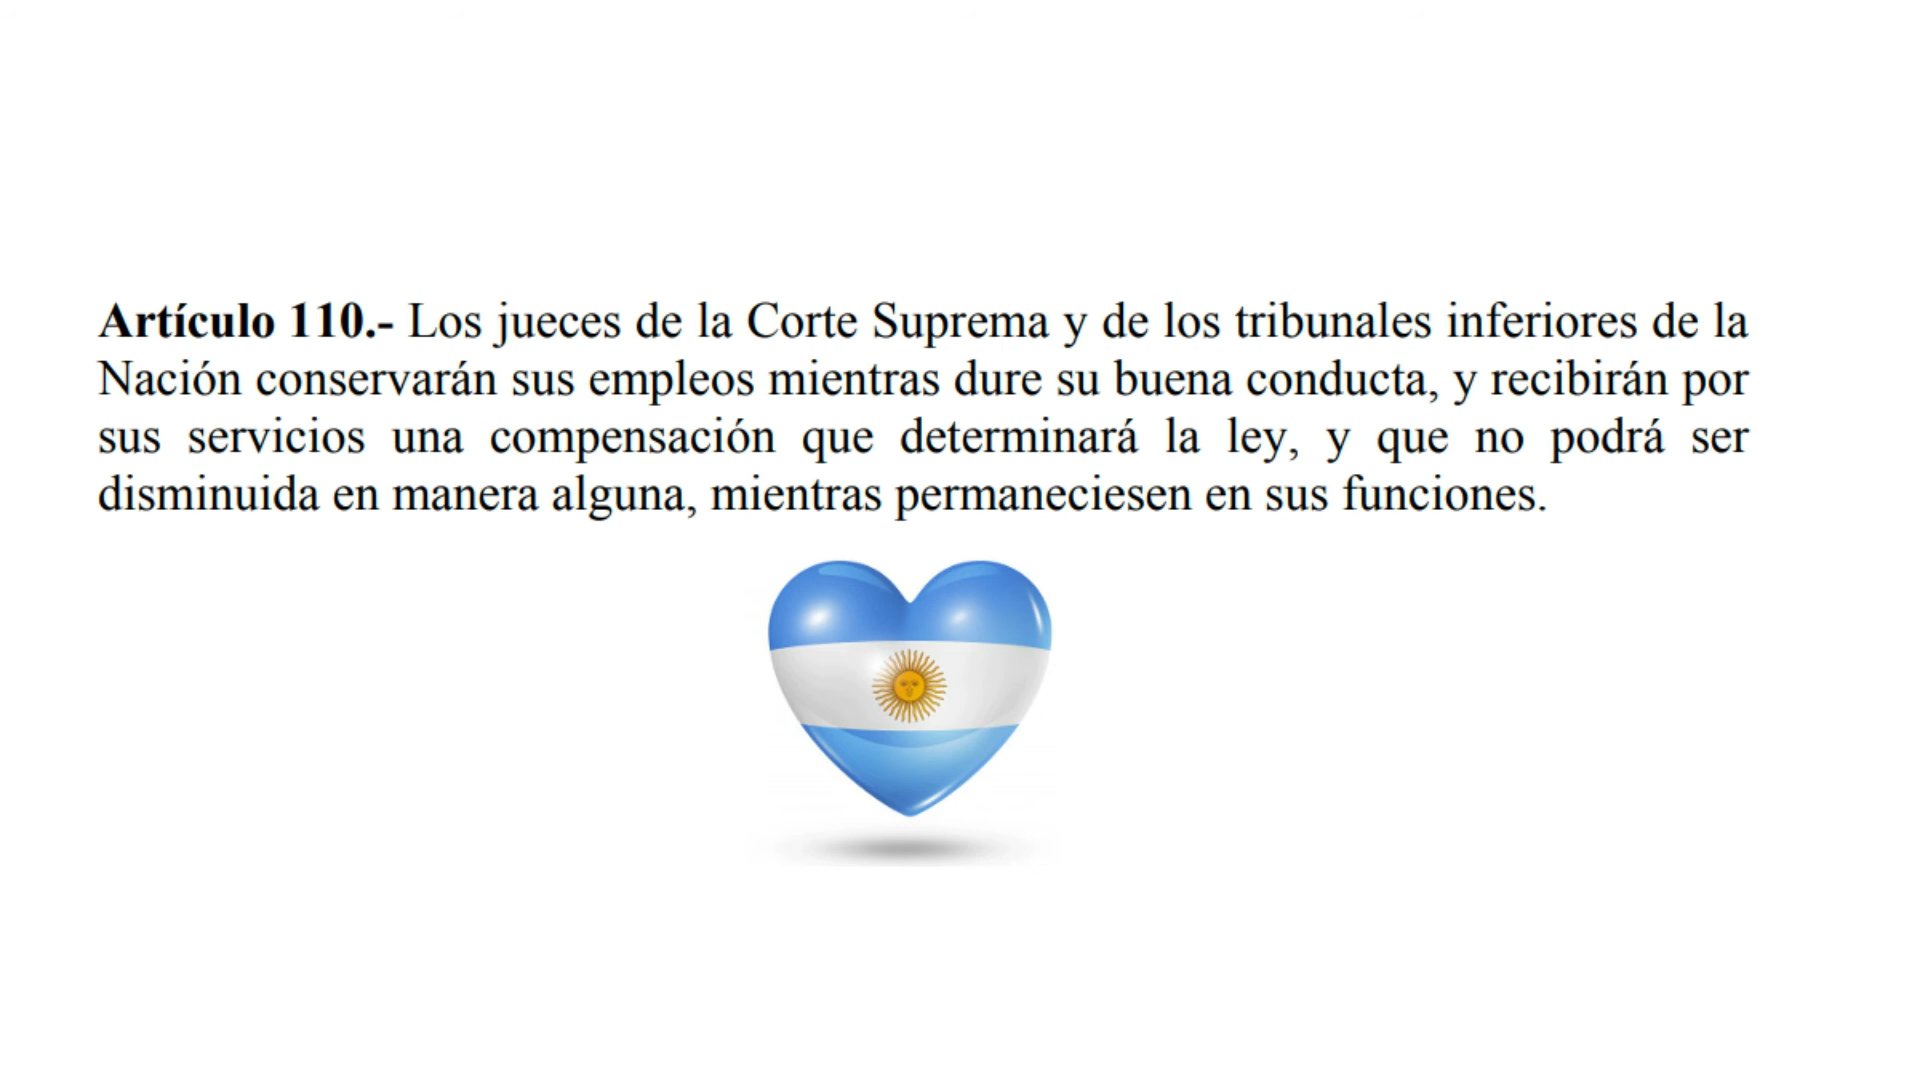 Artículo 110.- Los jueces de la Corte Suprema y de los tribunales inferiores de la
Nación conservarán sus empleos mientras dure su buena conducta, y recibirán por
sus servicios una compensación que determinará la ley, y que no podrá ser
disminuida en manera alguna, mientras permaneciesen en sus funciones.